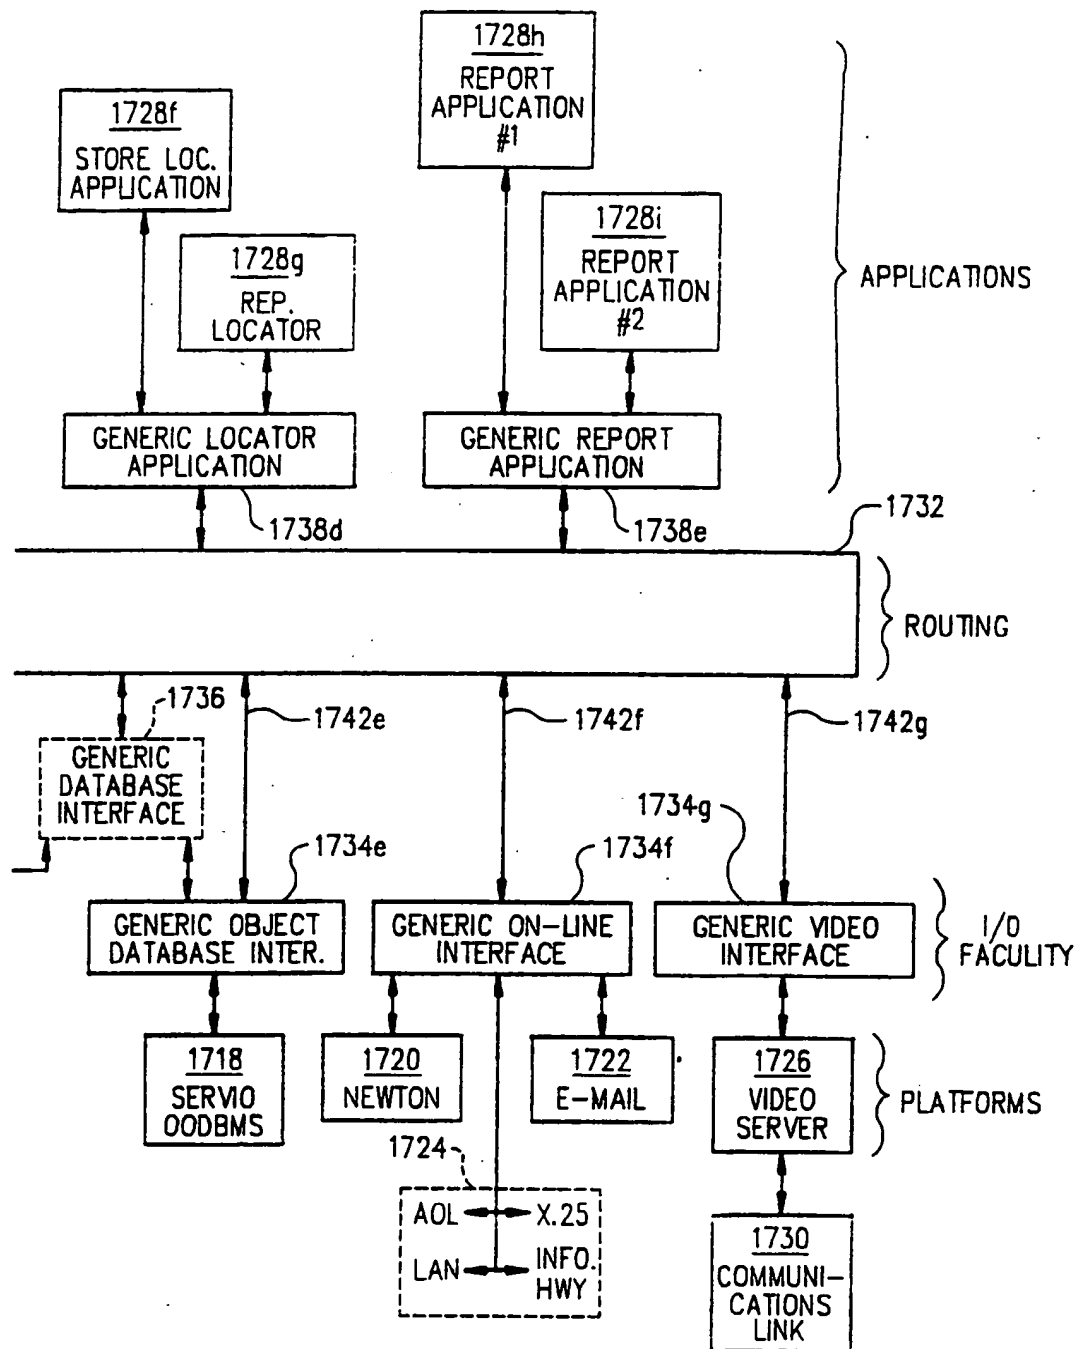 1728h
REPORT
APPLICATION
#1
1728f
STORE LOC.
APPLICATION
1728i
REPORT
APPLICATION
#2
1728g
REP.
LOCATOR
APPLICATIONS
GENERIC LOCATOR
APPLICATION
GENERIC REPORT
APPLICATION
1738d
1738e
1732
ROUTING
1736
1742e
1742f
1742g
GENERIC
DATABASE
INTERFACE
1734e
1734f
1734g
GENERIC OBJECT
DATABASE INTER.
GENERIC ON-LINE
INTERFACE
GENERIC VIDEO
INTERFACE
I/O
FACULITY
1718
SERVIO
OODBMS
1720
NEWTON
1722
E-MAIL
1726
VIDEO
SERVER
PLATFORMS
1724
AOL
X.25
LAN
INFO.
HWY
1730
COMMUNI-
CATIONS
LINK